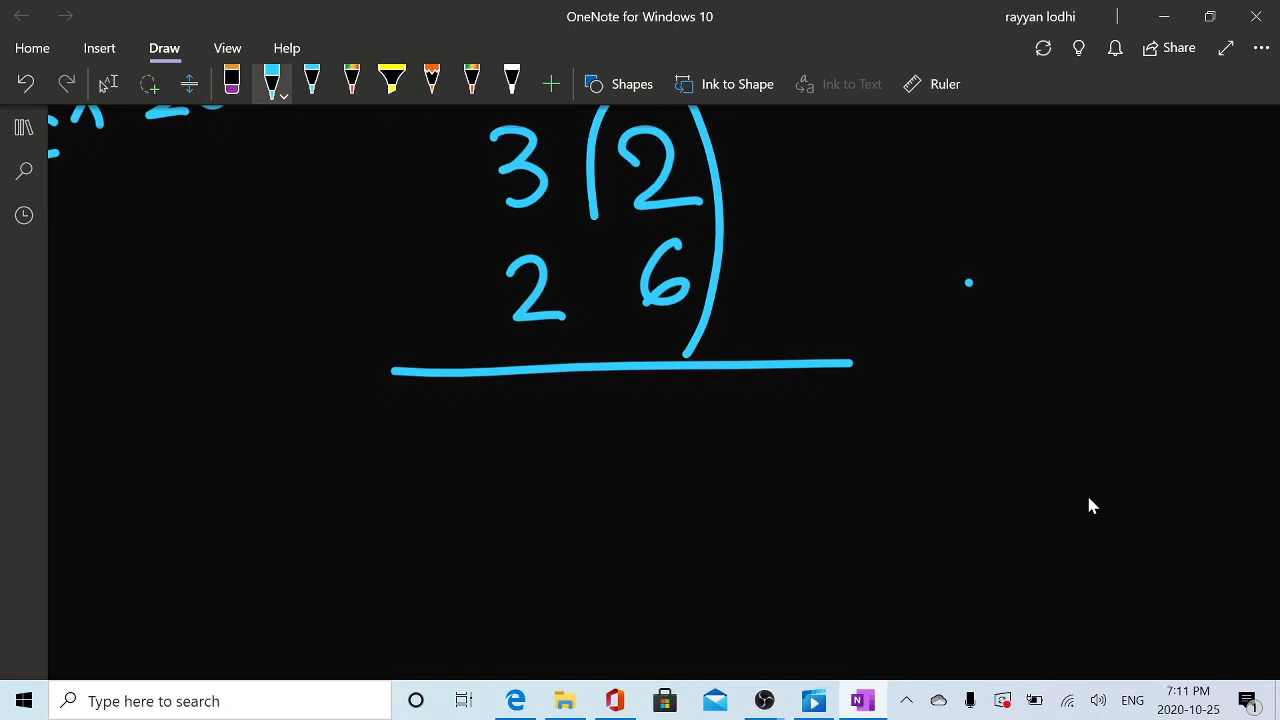 OneNote for Windows 10
rayyan lodhi
Home Insert Draw View Help
Share
Shapes
Ink to Shape
Ink to Text
Ruler
3 2
2 6
Type here to search
ENG
7:11 PM
2020-10-25
1